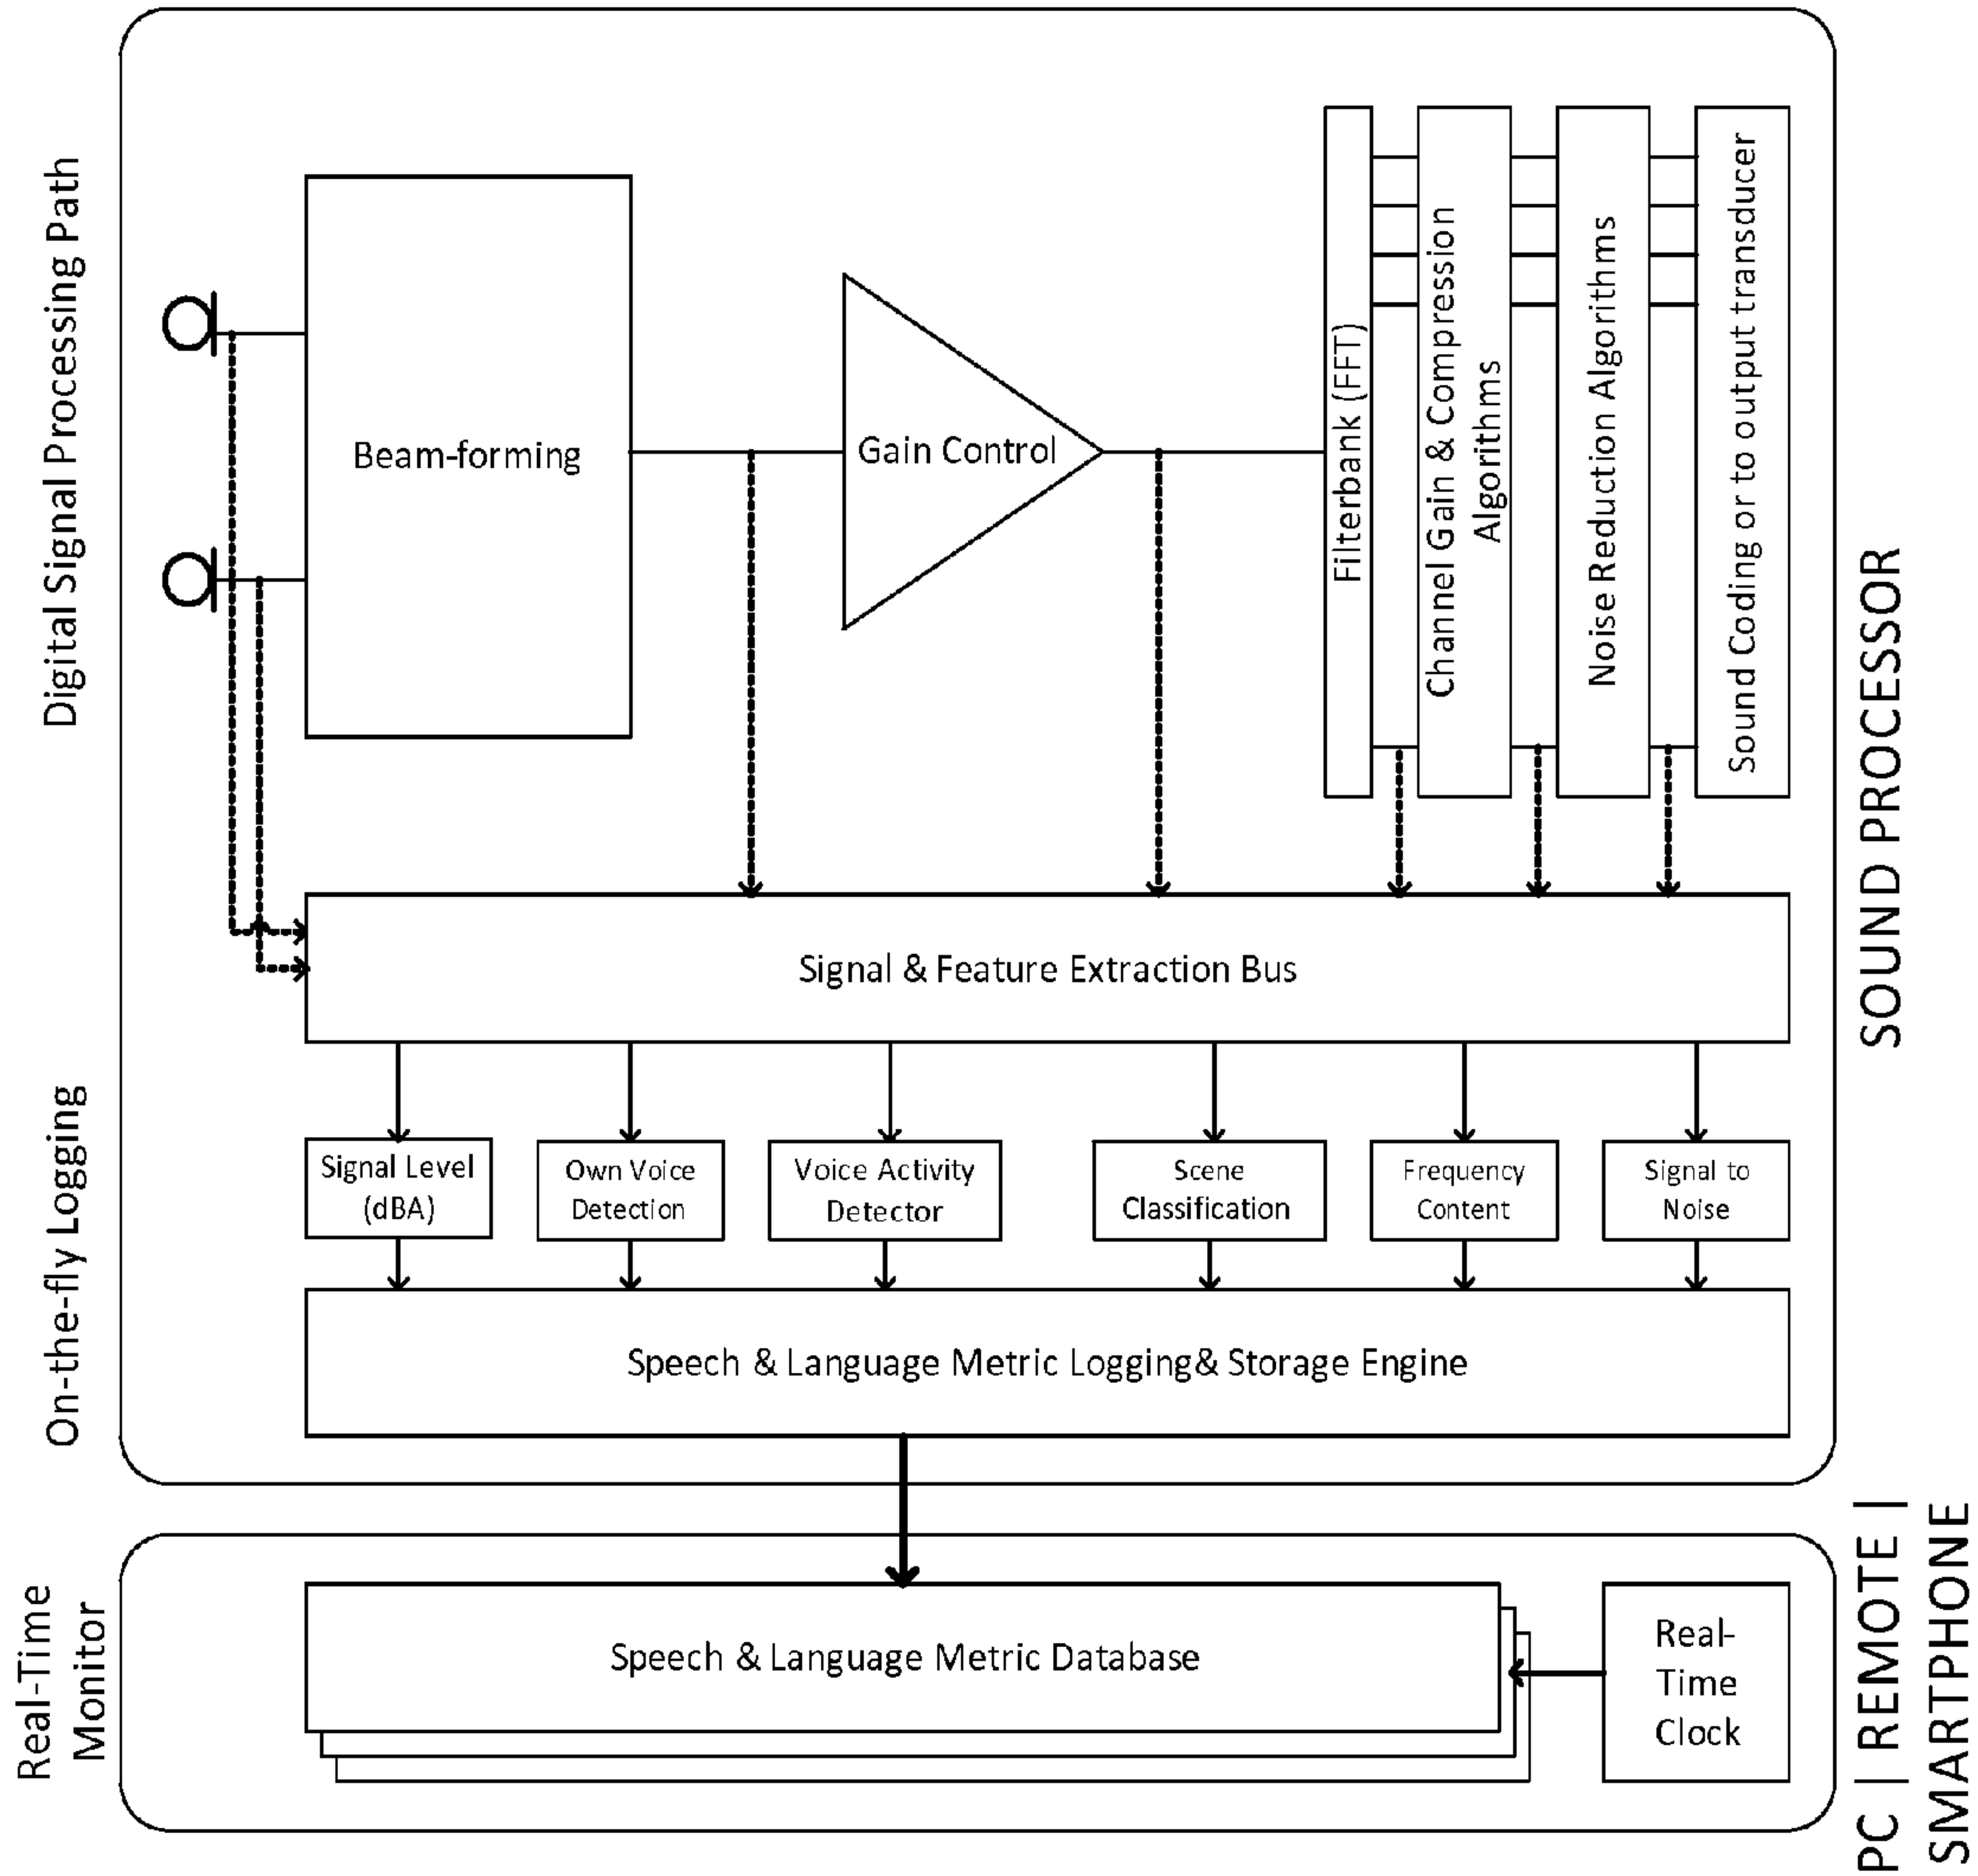 Digital Signal Processing Path
Beam-forming
Gain Control
Filterbank (FFT)
Channel Gain & Compression
Algorithms
Noise Reduction Algorithms
Sound Coding or to output transducer
SOUND PROCESSOR
On-the-fly Logging
Signal & Feature Extraction Bus
Signal Level
(dBA)
Own Voice
Detection
Voice Activity
Detector
Scene
Classification
Frequency
Content
Signal to
Noise
Speech & Language Metric Logging& Storage Engine
Real-Time
Monitor
Speech & Language Metric Database
Real-
Time
Clock
PC | REMOTE |
SMARTPHONE